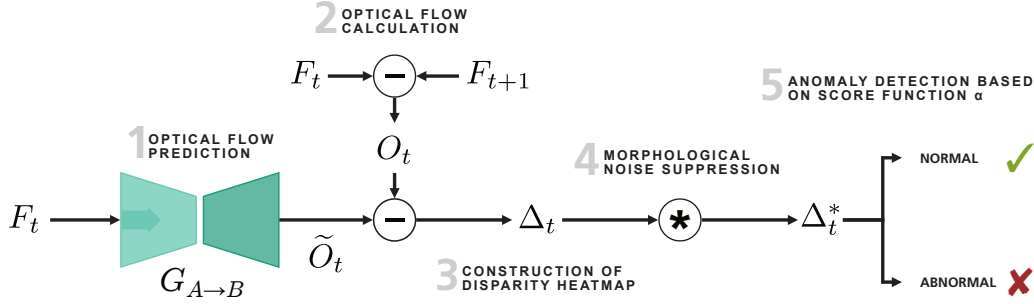 2 OPTICAL FLOW
CALCULATION
F_t − F_{t+1}
5 ANOMALY DETECTION BASED
ON SCORE FUNCTION α
1 OPTICAL FLOW
PREDICTION
O_t
4 MORPHOLOGICAL
NOISE SUPPRESSION
NORMAL ✓
F_t
−
Δ_t
*
Δ_t^*
Õ_t
G_{A→B}
3 CONSTRUCTION OF
DISPARITY HEATMAP
ABNORMAL ✘